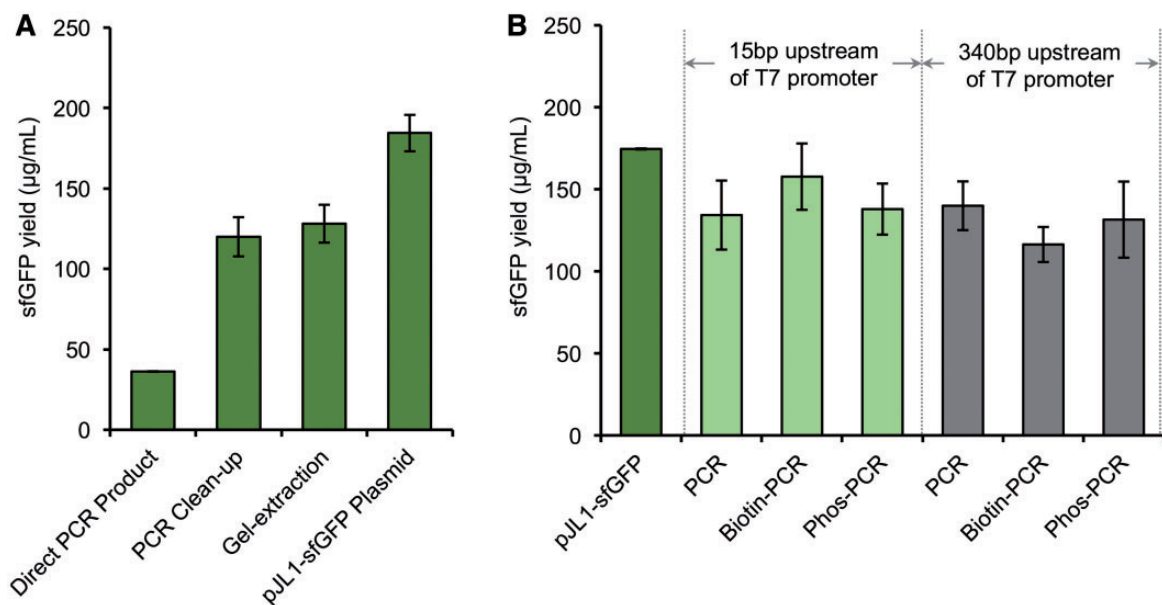 A
250
200
150
100
50
0
sfGFP yield (µg/mL)
Direct PCR Product
PCR Clean-up
Gel-extraction
pJL1-sfGFP Plasmid
B
250
200
150
100
50
0
sfGFP yield (µg/mL)
15bp upstream
of T7 promoter
340bp upstream
of T7 promoter
pJL1-sfGFP
PCR
Biotin-PCR
Phos-PCR
PCR
Biotin-PCR
Phos-PCR